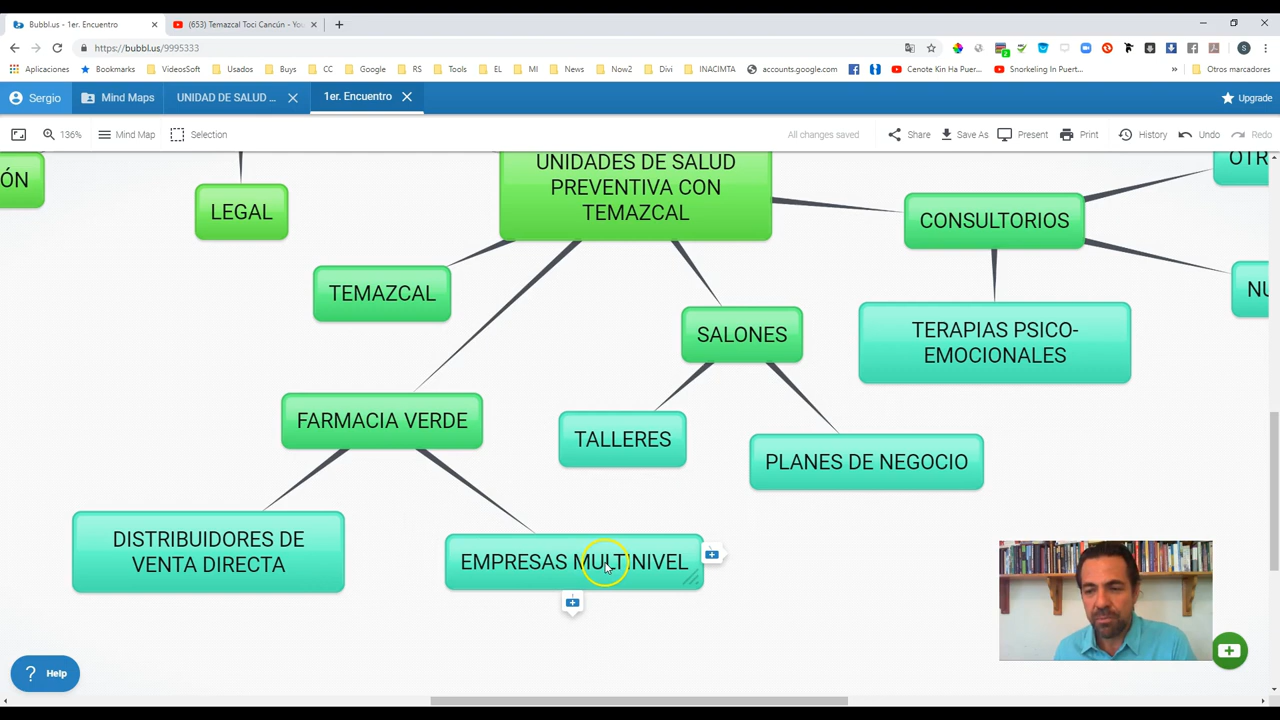 Bubbl.us - 1er. Encuentro
(653) Temazcal Toci Cancún - You
https://bubbl.us/9995333
S
Aplicaciones
Bookmarks
VideosSoft
Usados
Buys
CC
Google
RS
Tools
EL
MI
News
Now2
Divi
INACIMTA
accounts.google.com
Cenote Kin Ha Puer...
Snorkeling In Puert...
»
Otros marcadores
Sergio
Mind Maps
UNIDAD DE SALUD ...
1er. Encuentro
Upgrade
136%
Mind Map
Selection
All changes saved
Share
Save As
Present
Print
History
Undo
Redo
ÓN
LEGAL
UNIDADES DE SALUD
PREVENTIVA CON
TEMAZCAL
OTR
CONSULTORIOS
TEMAZCAL
NU
SALONES
TERAPIAS PSICO-
EMOCIONALES
FARMACIA VERDE
TALLERES
PLANES DE NEGOCIO
DISTRIBUIDORES DE
VENTA DIRECTA
EMPRESAS MULTINIVEL
? Help